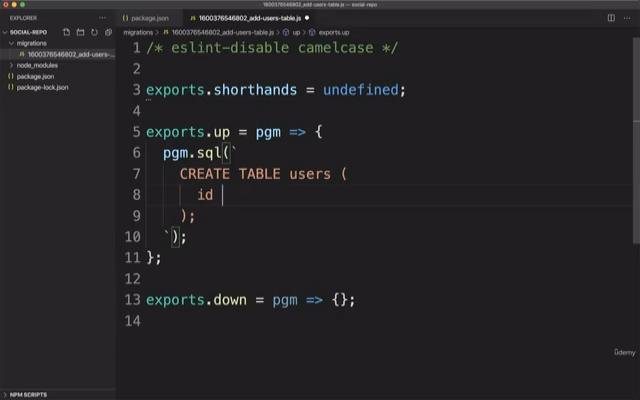 1600376546802_add-users-table.js — social-repo
EXPLORER
SOCIAL-REPO
migrations
JS 1600376546802_add-users-...
node_modules
{} package.json
{} package-lock.json
NPM SCRIPTS
{} package.json
JS 1600376546802_add-users-table.js
migrations > JS 1600376546802_add-users-table.js > up > exports.up
1 /* eslint-disable camelcase */
2
3 exports.shorthands = undefined;
4
5 exports.up = pgm => {
6 pgm.sql(`
7 CREATE TABLE users (
8 id
9 );
10 `);
11 };
12
13 exports.down = pgm => {};
14
ûdemy